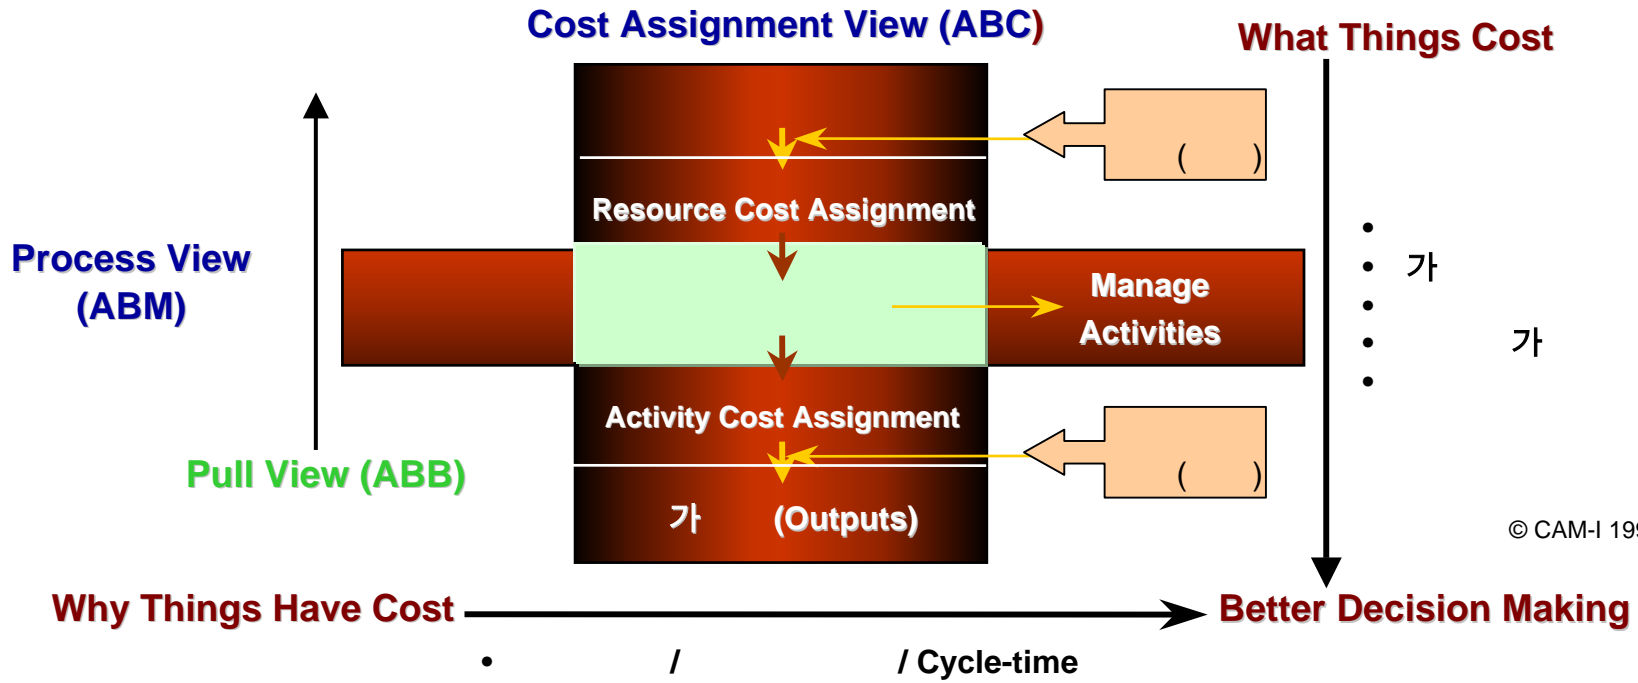 Cost Assignment View (ABC)
What Things Cost
(  )
Resource Cost Assignment
•
Process View
(ABM)
Manage
Activities
• 가
•
• 가
•
Activity Cost Assignment
(  )
Pull View (ABB)
가 (Outputs)
© CAM-I 199
Why Things Have Cost
Better Decision Making
• / / Cycle-time